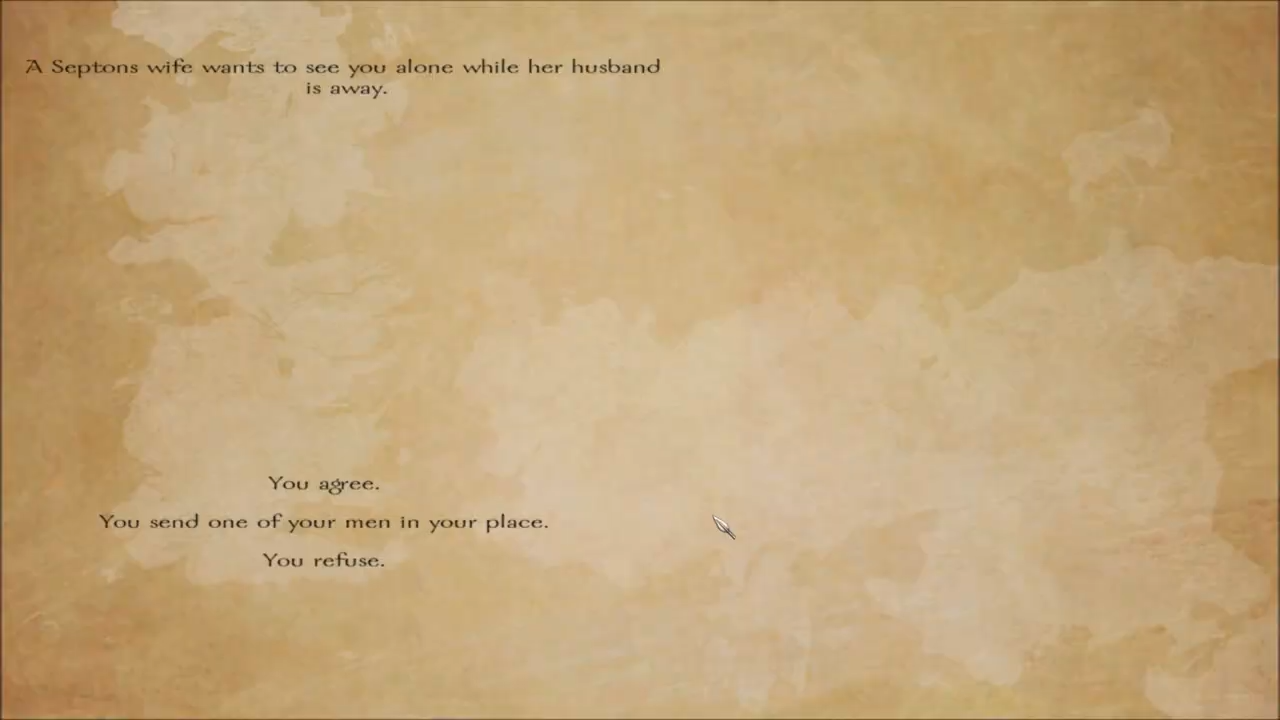 A Septons wife wants to see you alone while her husband
is away.
You agree.
You send one of your men in your place.
You refuse.